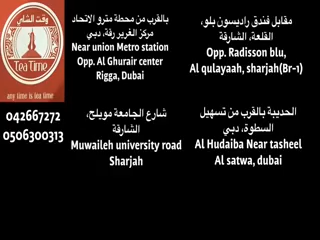 وقت الشاي
Tea Time
any time is tea time
042667272
0506300313
بالقرب من محطة مترو الاتحاد
مركز الغرير رقة، دبي
Near union Metro station
Opp. Al Ghurair center
Rigga, Dubai
مقابل فندق راديسون بلو،
القلعة، الشارقة
Opp. Radisson blu,
Al qulayaah, sharjah(Br-1)
شارع الجامعة مويلح،
الشارقة
Muwaileh university road
Sharjah
الحديبة بالقرب من تسهيل
السطوة، دبي
Al Hudaiba Near tasheel
Al satwa, dubai